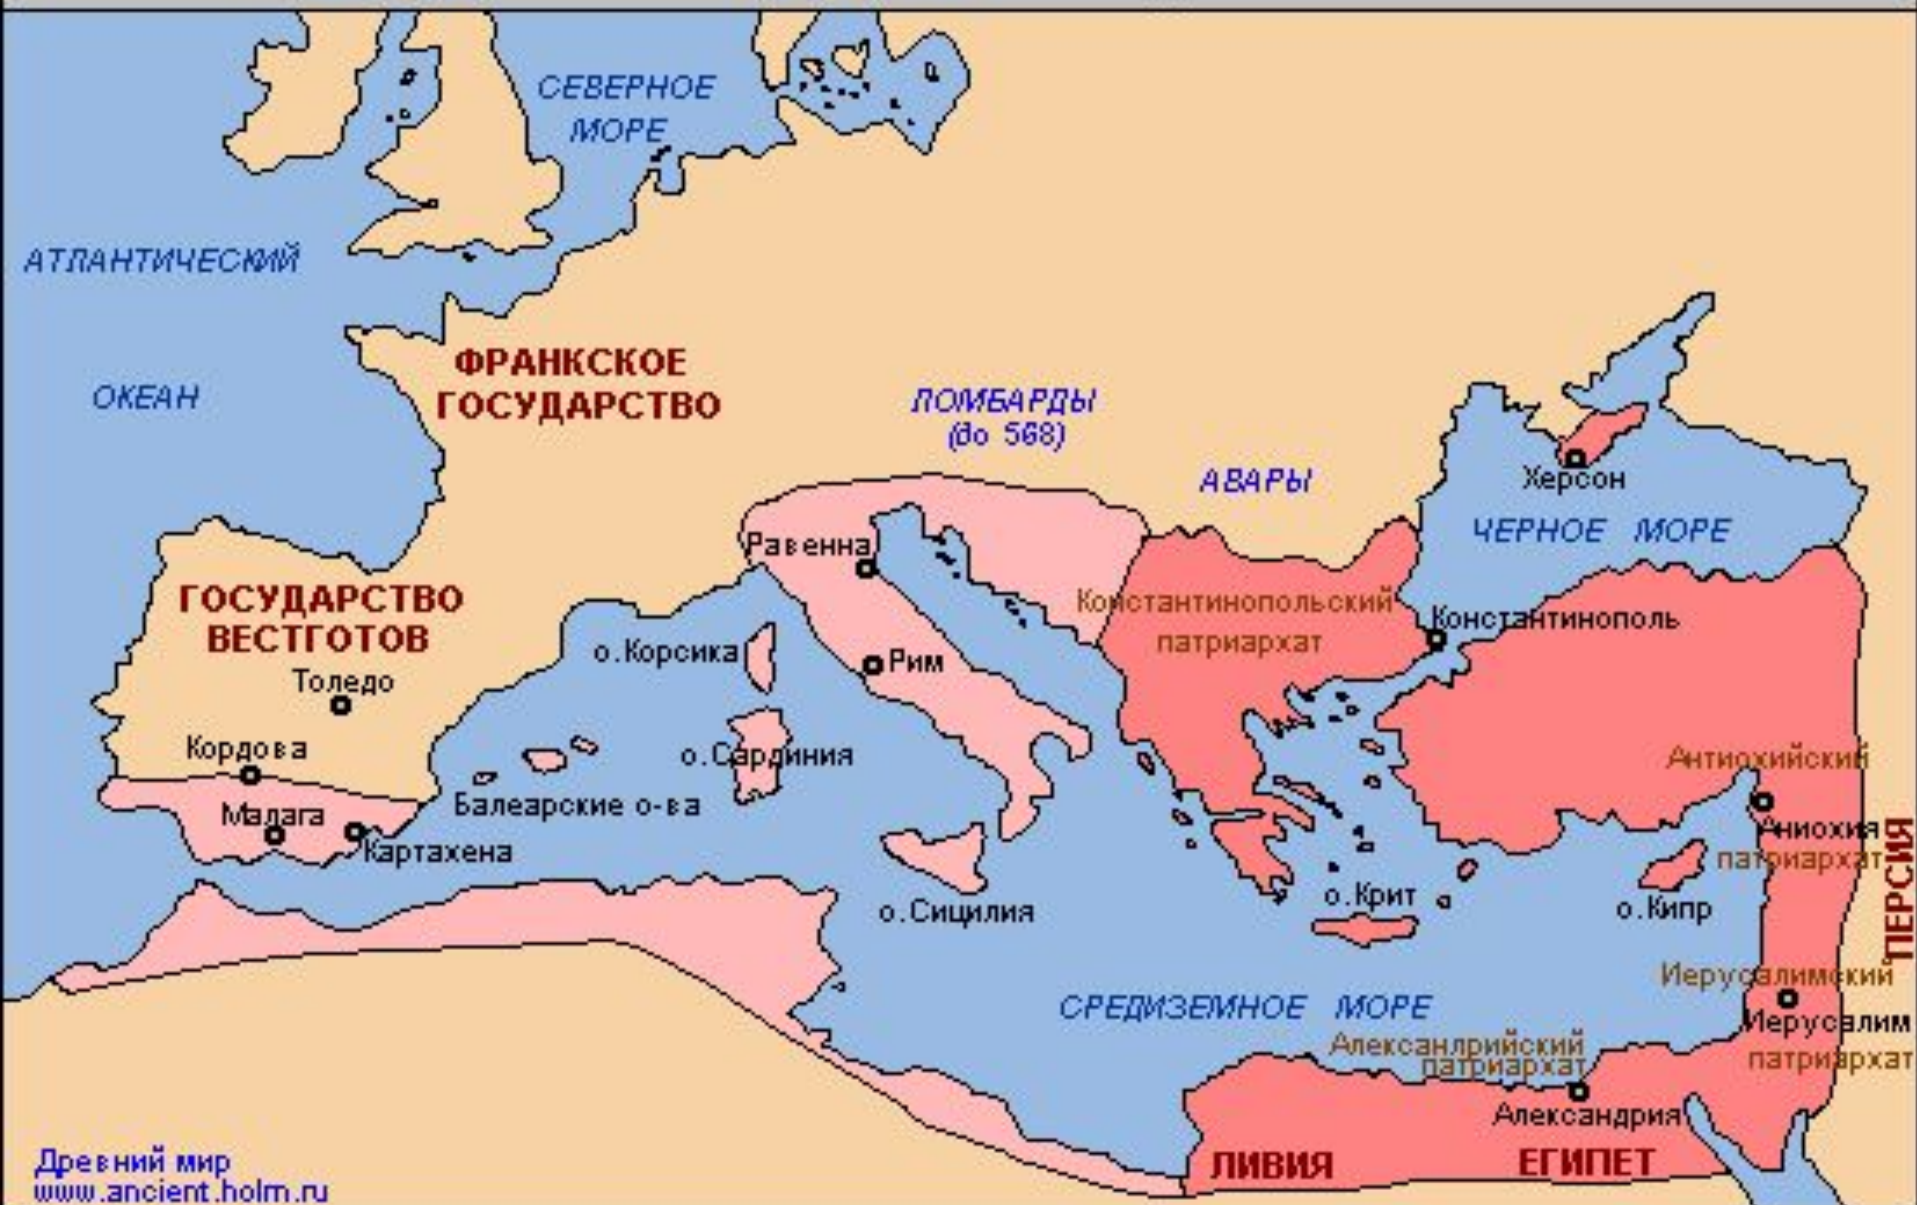 СЕВЕРНОЕ
МОРЕ
АТЛАНТИЧЕСКИЙ
ОКЕАН
ФРАНКСКОЕ
ГОСУДАРСТВО
ЛОМБАРДЫ
(до 568)
АВАРЫ
Херсон
ЧЕРНОЕ МОРЕ
Равенна
ГОСУДАРСТВО
ВЕСТГОТОВ
Константинопольский
патриархат
Константинополь
о.Корсика
Рим
Толедо
Кордова
о.Сардиния
Антиохийский
Малага
Балеарские о-ва
Аниохия
Картахена
патриархат
ПЕРСИЯ
о.Крит
о.Сицилия
о.Кипр
Иерусалимский
СРЕДИЗЕМНОЕ МОРЕ
Иерусалим
Алексанлрийский
патриархат
патриархат
Александрия
ЛИВИЯ
ЕГИПЕТ
Древний мир
www.ancient.holm.ru